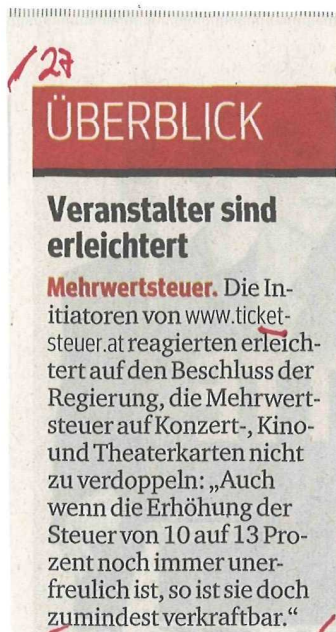 /27
ÜBERBLICK
Veranstalter sind
erleichtert
Mehrwertsteuer. Die In-
itiatoren von www.ticket-
steuer.at reagierten erleich-
tert auf den Beschluss der
Regierung, die Mehrwert-
steuer auf Konzert-, Kino-
und Theaterkarten nicht
zu verdoppeln: „Auch
wenn die Erhöhung der
Steuer von 10 auf 13 Pro-
zent noch immer uner-
freulich ist, so ist sie doch
zumindest verkraftbar.“